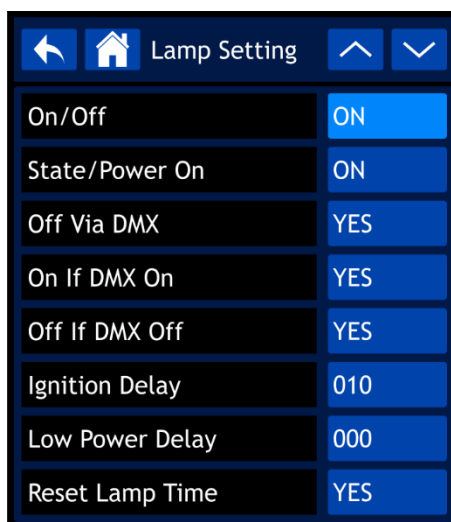 Lamp Setting
On/Off ON
State/Power On ON
Off Via DMX YES
On If DMX On YES
Off If DMX Off YES
Ignition Delay 010
Low Power Delay 000
Reset Lamp Time YES